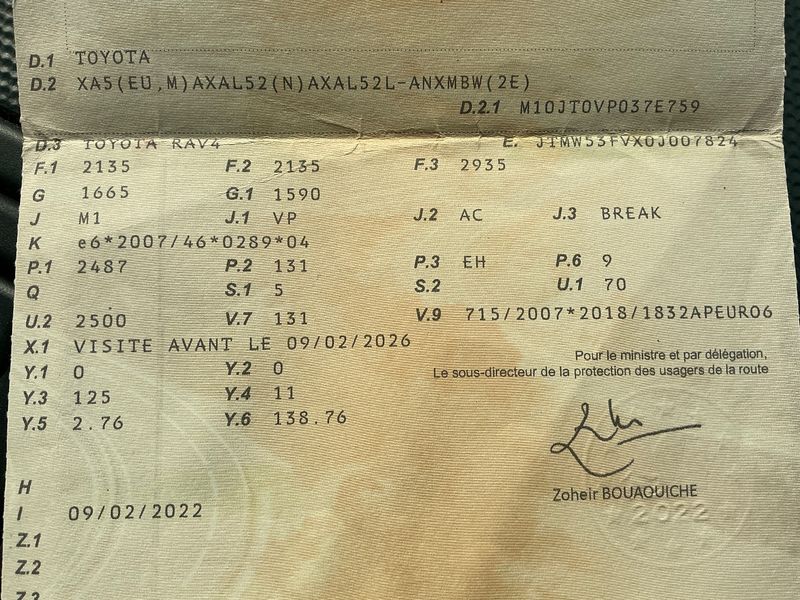 D.1 TOYOTA
D.2 XA5(EU,M)AXAL52(N)AXAL52L-ANXMBW(2E)
D.2.1 M10JTOVP037E759
D.3 TOYOTA RAV4 E. JTMW53FVX0J007824
F.1 2135 F.2 2135 F.3 2935
G 1665 G.1 1590
J M1 J.1 VP J.2 AC J.3 BREAK
K e6*2007/46*0289*04
P.1 2487 P.2 131 P.3 EH P.6 9
Q S.1 5 S.2 U.1 70
U.2 2500 V.7 131 V.9 715/2007*2018/1832APEURO6
X.1 VISITE AVANT LE 09/02/2026
Y.1 0 Y.2 0
Pour le ministre et par délégation,
Le sous-directeur de la protection des usagers de la route
Y.3 125 Y.4 11
Y.5 2.76 Y.6 138.76
H
Zoheir BOUAOUICHE
I 09/02/2022
2022
Z.1
Z.2
Z.3